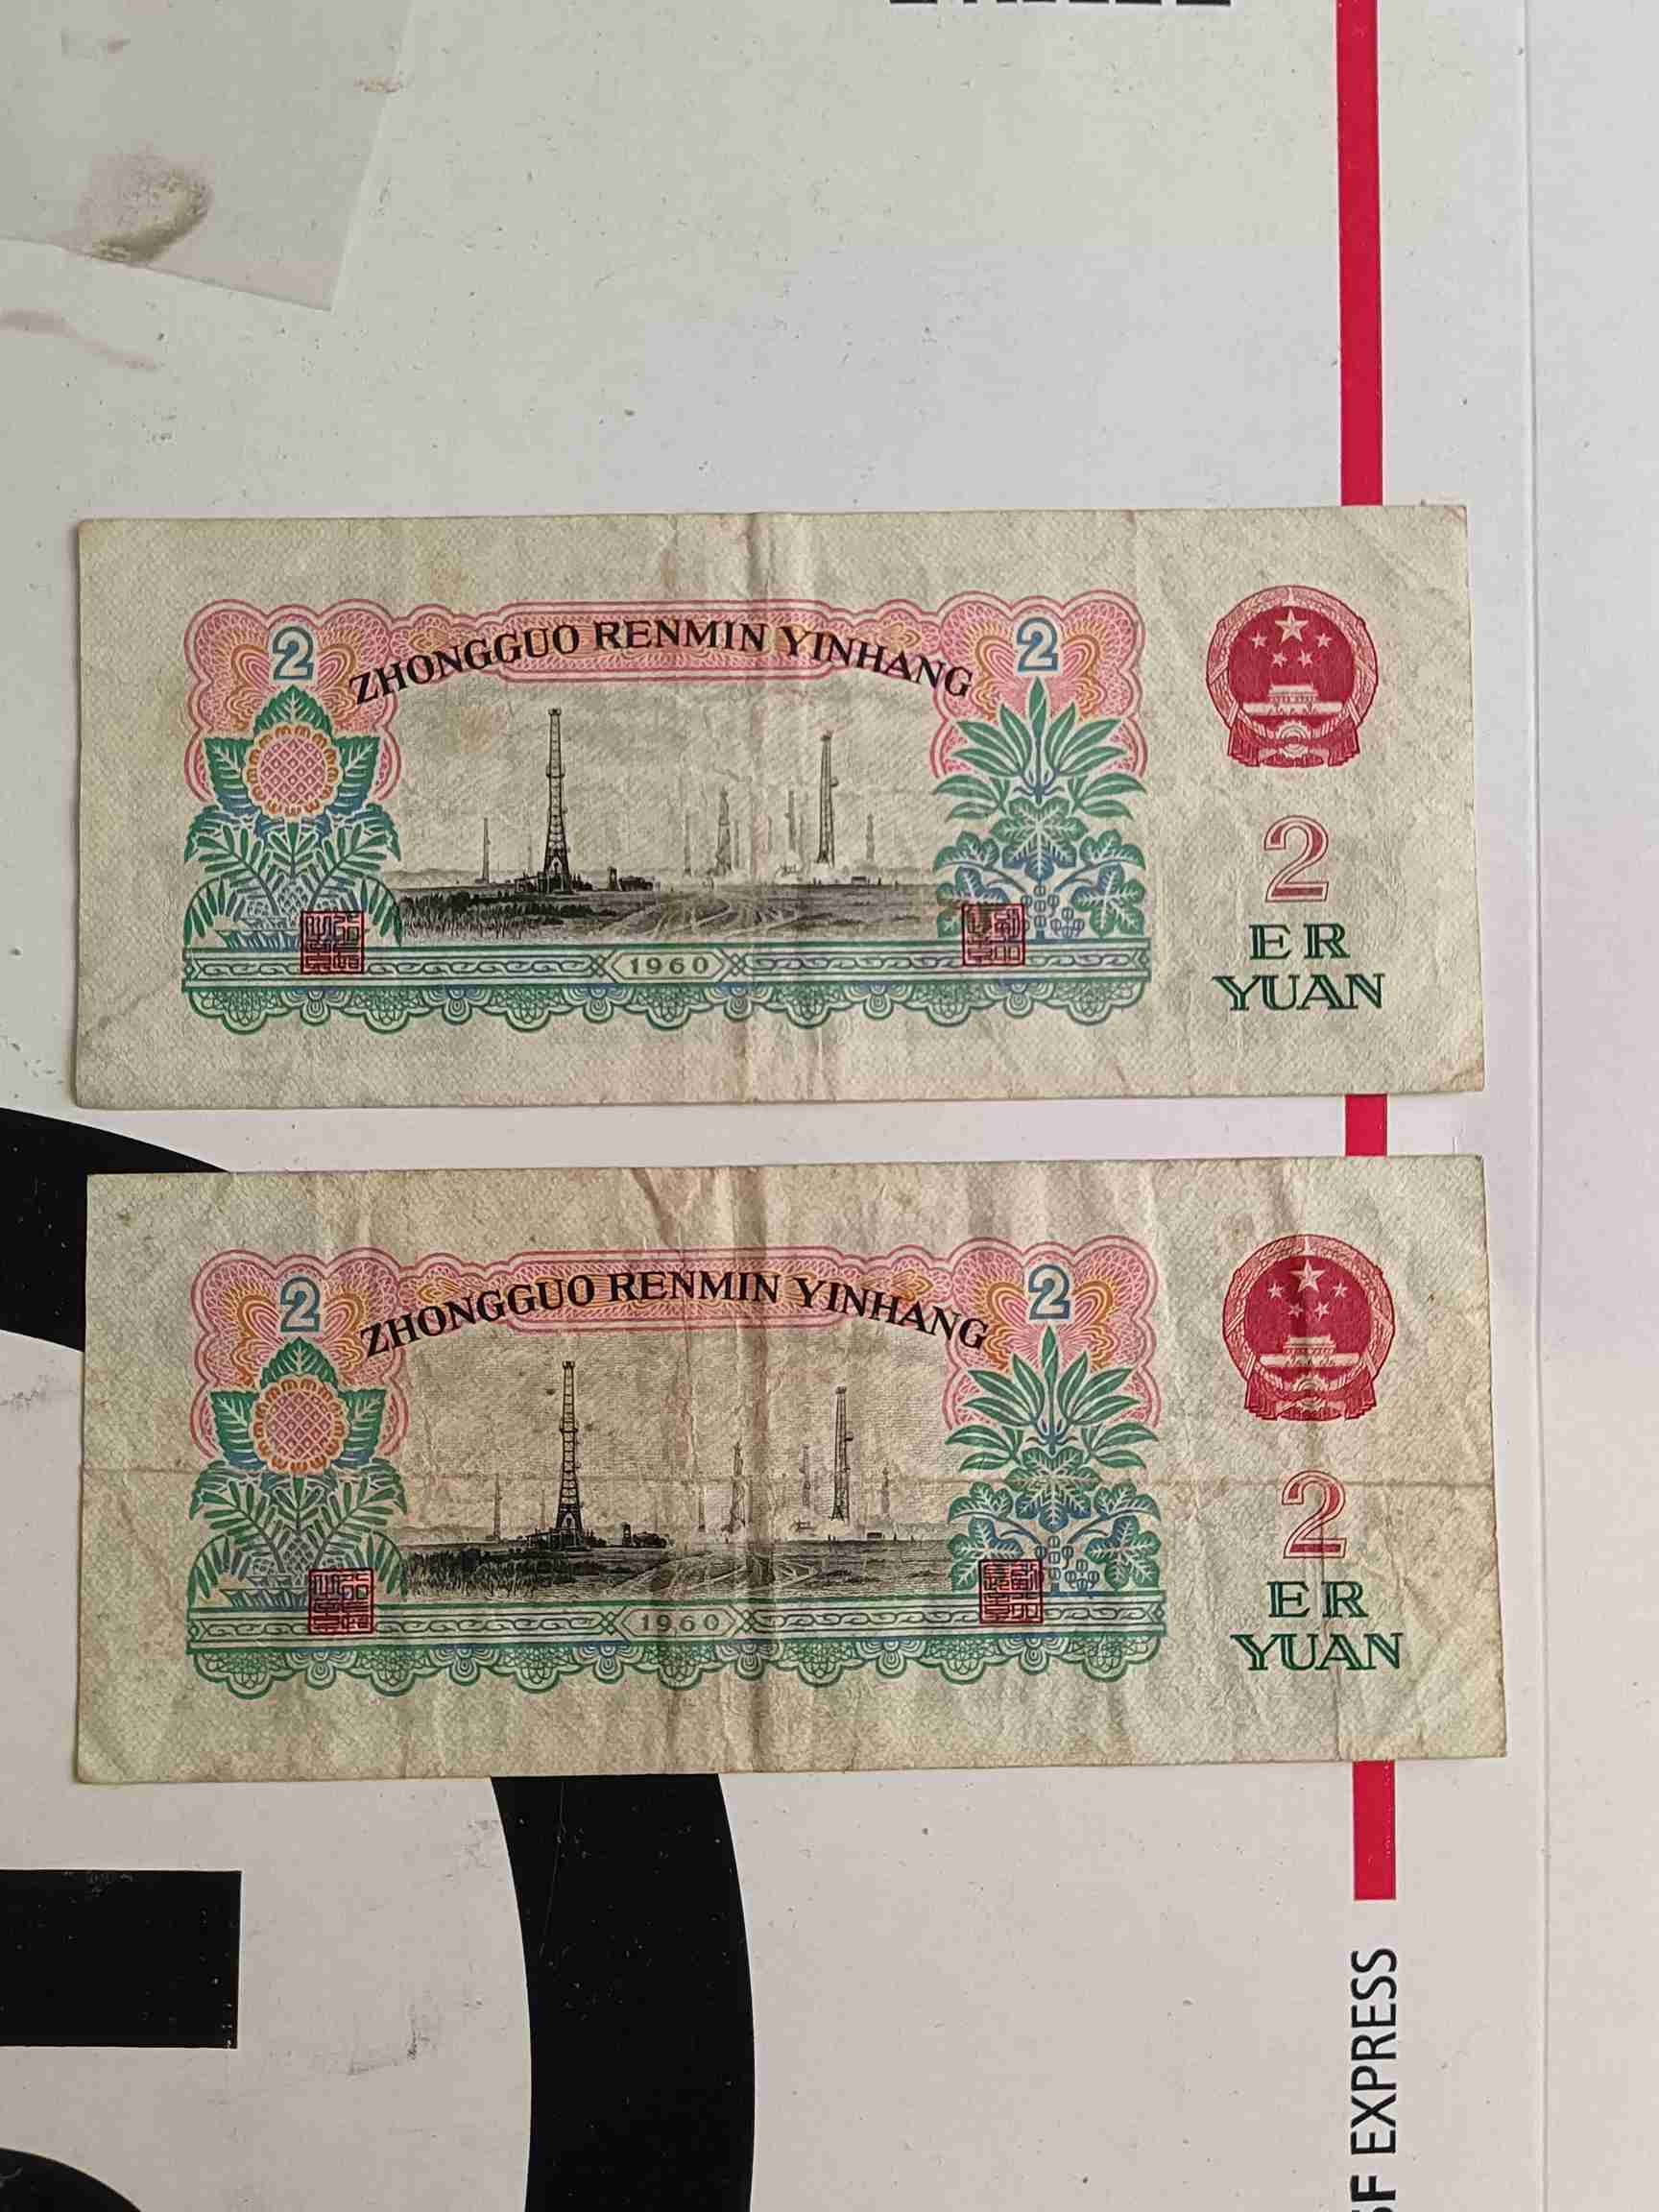 2 ZHONGGUO RENMIN YINHANG 2
2
ER
YUAN
1960
2 ZHONGGUO RENMIN YINHANG 2
2
ER
YUAN
1960
SF EXPRESS